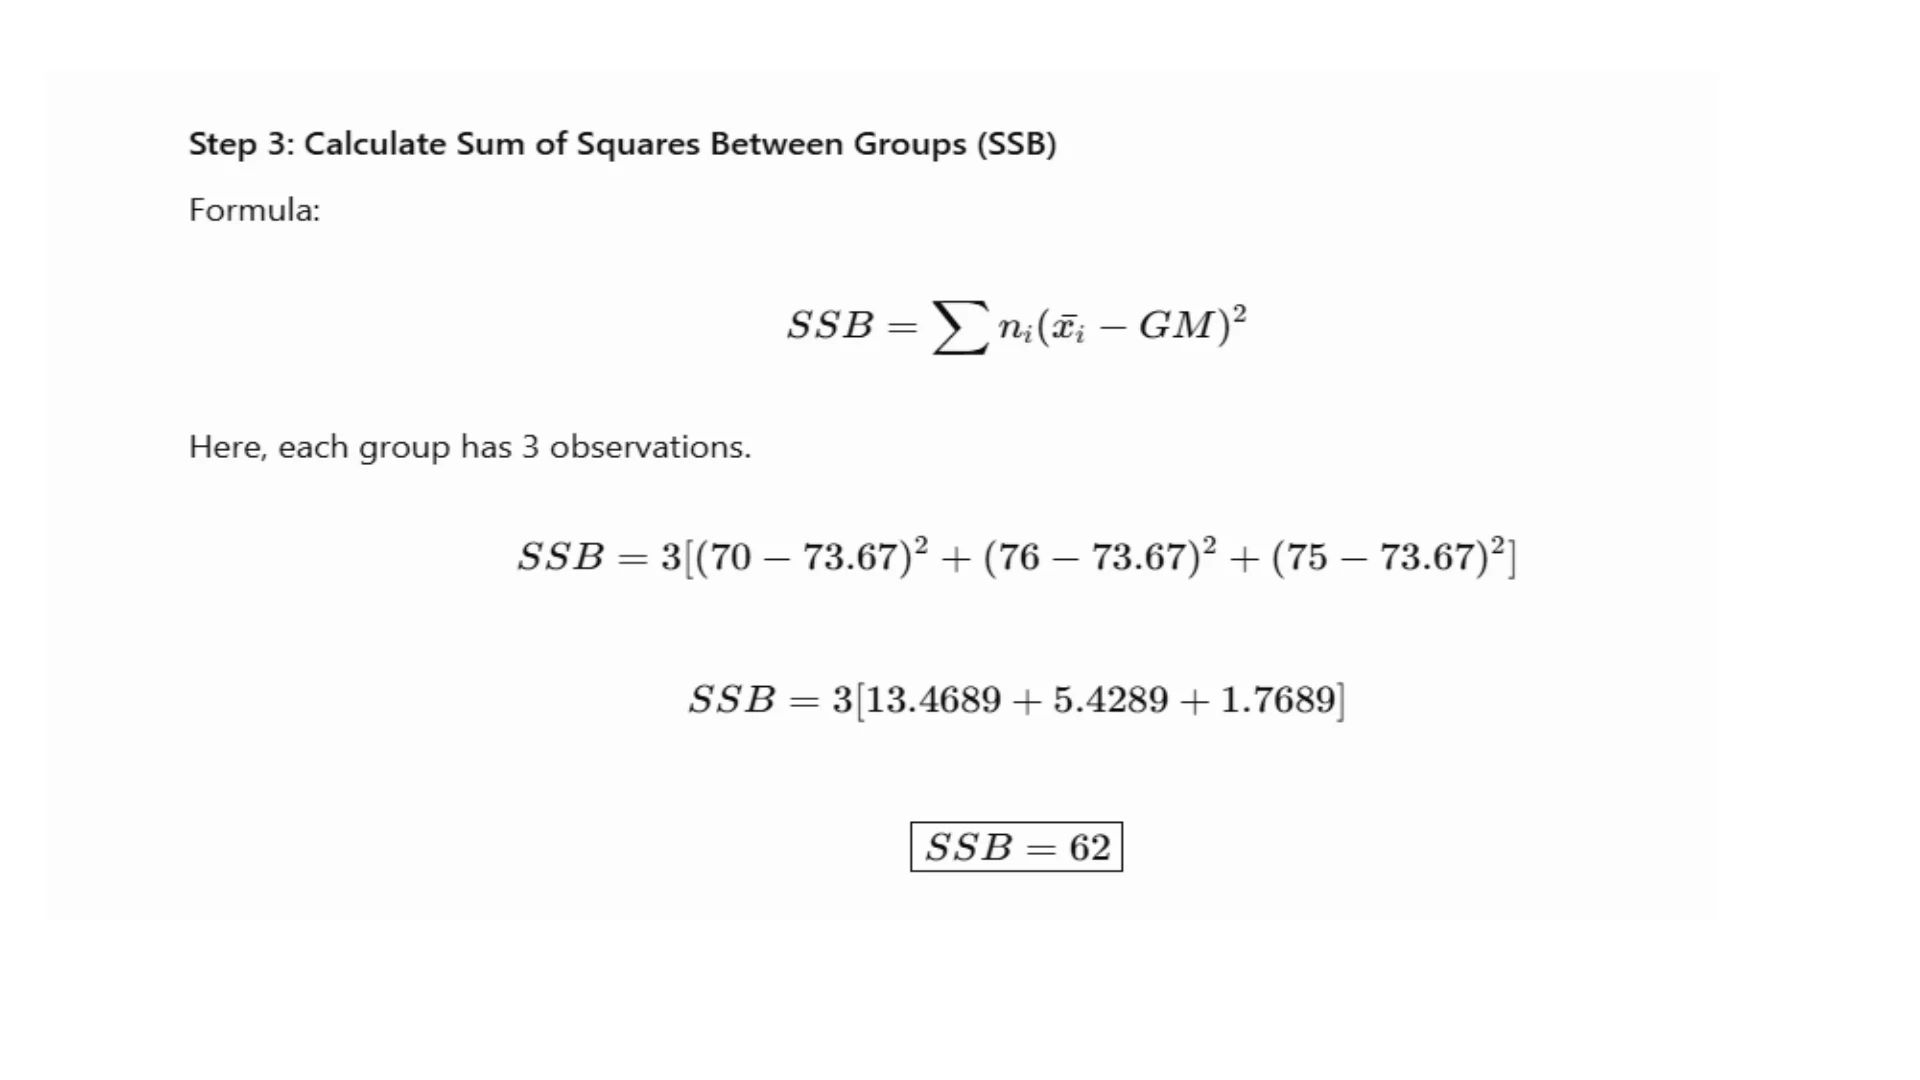 Step 3: Calculate Sum of Squares Between Groups (SSB)
Formula:
SSB = ∑ nᵢ(x̄ᵢ − GM)²
Here, each group has 3 observations.
SSB = 3[(70 − 73.67)² + (76 − 73.67)² + (75 − 73.67)²]
SSB = 3[13.4689 + 5.4289 + 1.7689]
SSB = 62